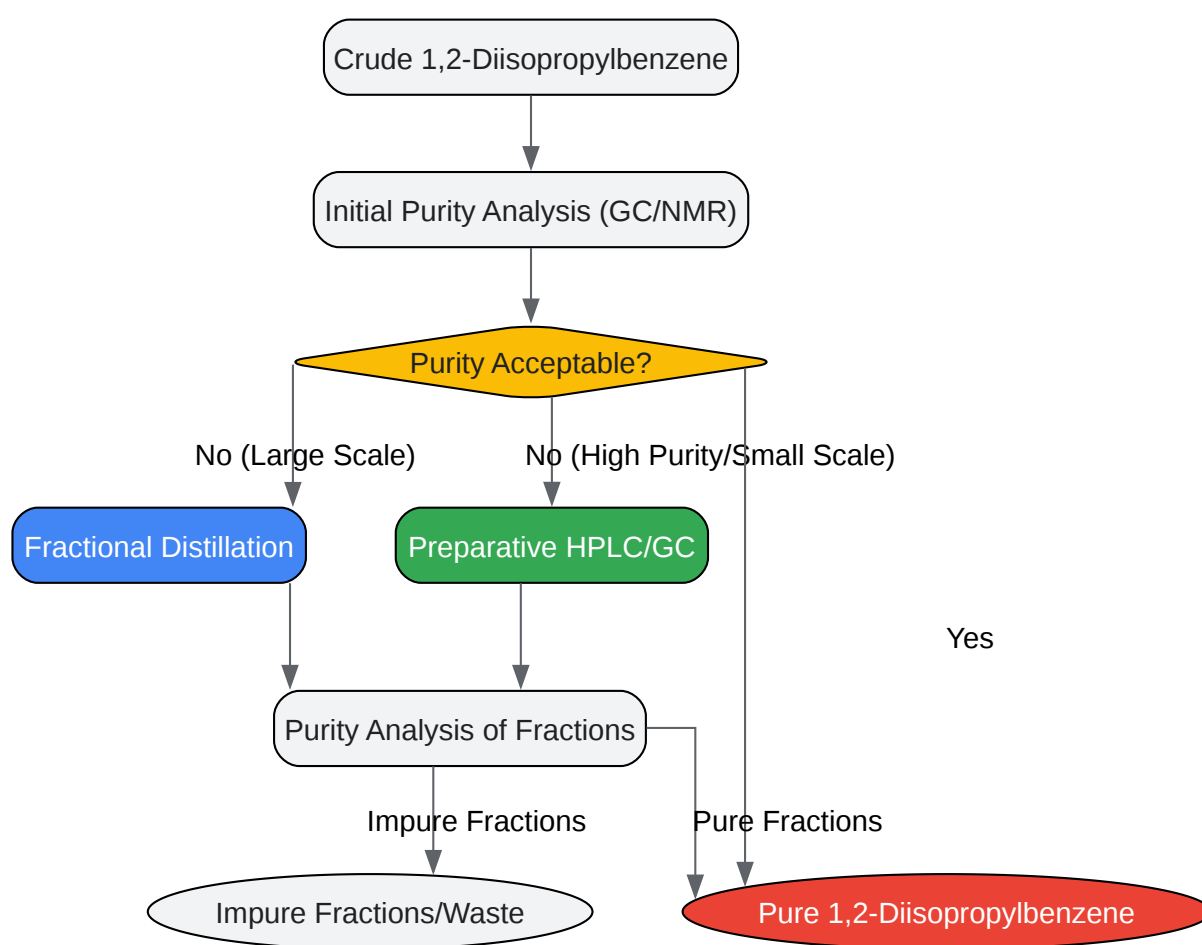 Crude 1,2-Diisopropylbenzene
Initial Purity Analysis (GC/NMR)
Purity Acceptable?
No (Large Scale)
No (High Purity/Small Scale)
Fractional Distillation
Preparative HPLC/GC
Yes
Purity Analysis of Fractions
Impure Fractions
Pure Fractions
Impure Fractions/Waste
Pure 1,2-Diisopropylbenzene